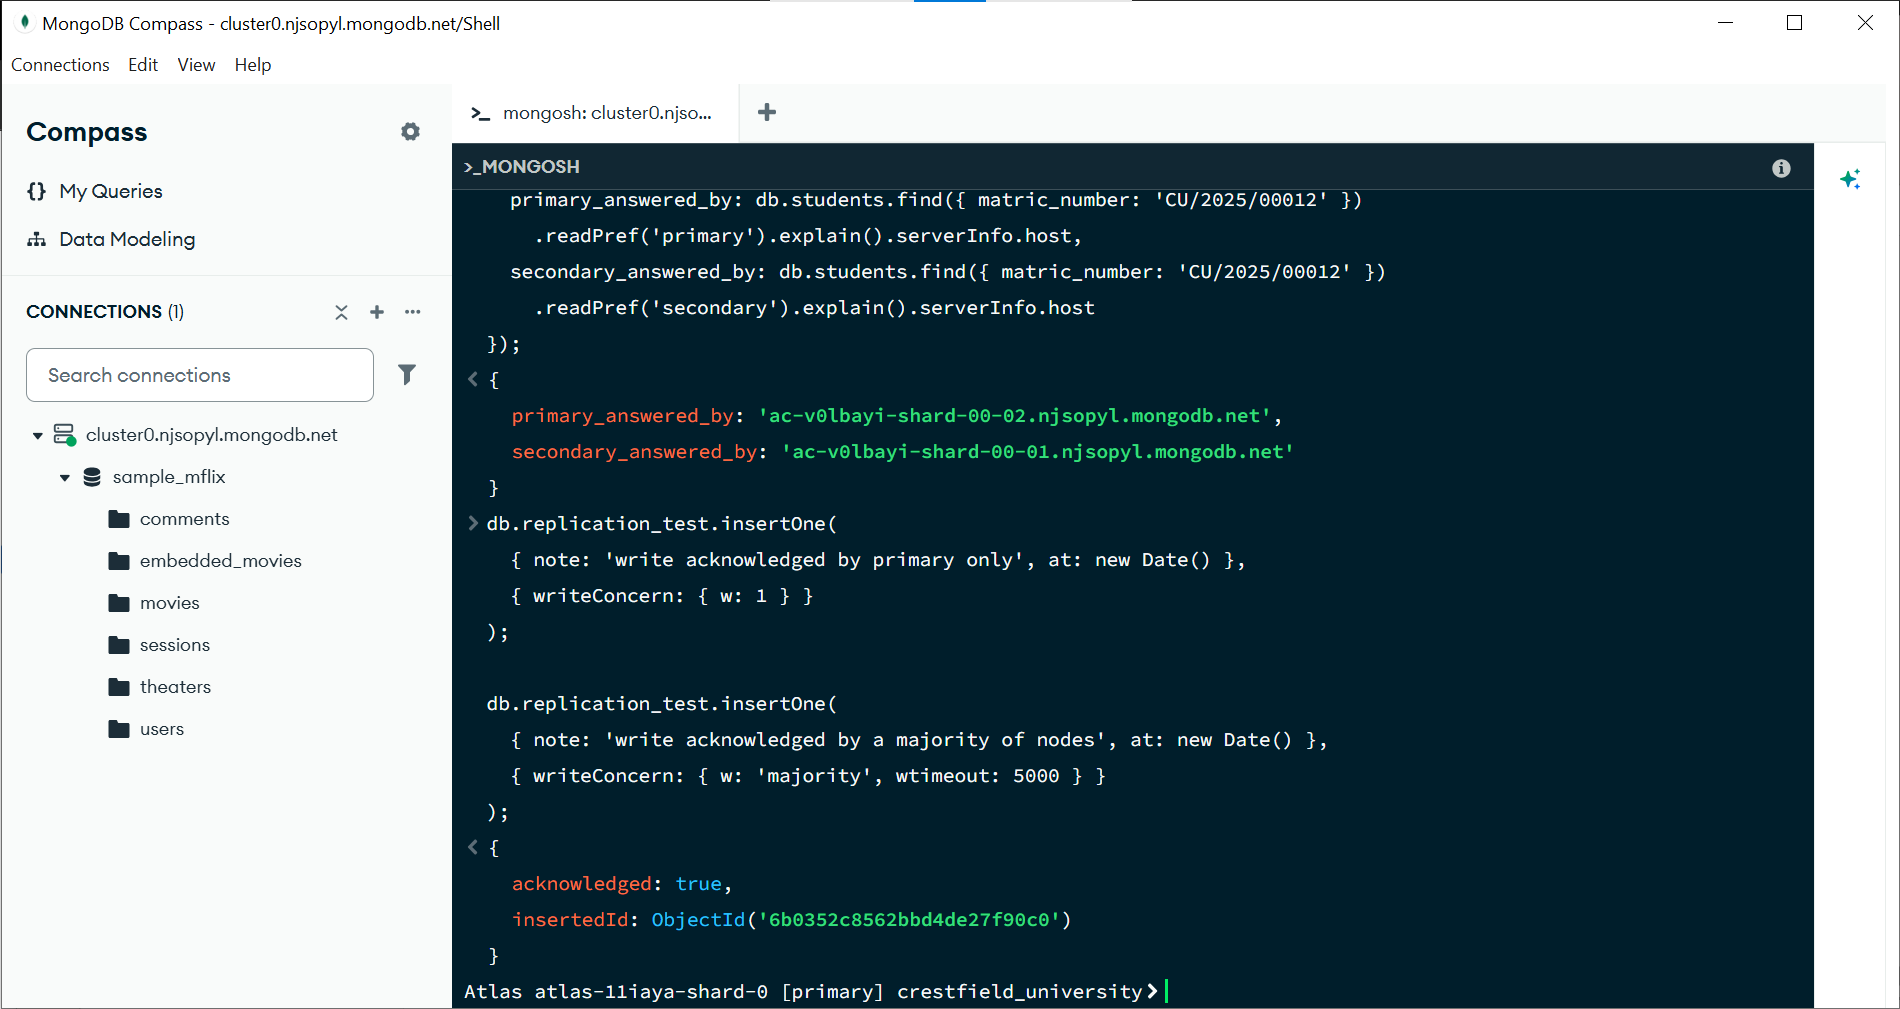 MongoDB Compass - cluster0.njsopyl.mongodb.net/Shell
Connections Edit View Help
Compass
My Queries
Data Modeling
CONNECTIONS (1)
Search connections
cluster0.njsopyl.mongodb.net
sample_mflix
comments
embedded_movies
movies
sessions
theaters
users
>_ mongosh: cluster0.njso... +
>_MONGOSH
primary_answered_by: db.students.find({ matric_number: 'CU/2025/00012' })
.readPref('primary').explain().serverInfo.host,
secondary_answered_by: db.students.find({ matric_number: 'CU/2025/00012' })
.readPref('secondary').explain().serverInfo.host
});
< {
primary_answered_by: 'ac-v0lbayi-shard-00-02.njsopyl.mongodb.net',
secondary_answered_by: 'ac-v0lbayi-shard-00-01.njsopyl.mongodb.net'
}
> db.replication_test.insertOne(
{ note: 'write acknowledged by primary only', at: new Date() },
{ writeConcern: { w: 1 } }
);
db.replication_test.insertOne(
{ note: 'write acknowledged by a majority of nodes', at: new Date() },
{ writeConcern: { w: 'majority', wtimeout: 5000 } }
);
< {
acknowledged: true,
insertedId: ObjectId('6b0352c8562bbd4de27f90c0')
}
Atlas atlas-11iaya-shard-0 [primary] crestfield_university>